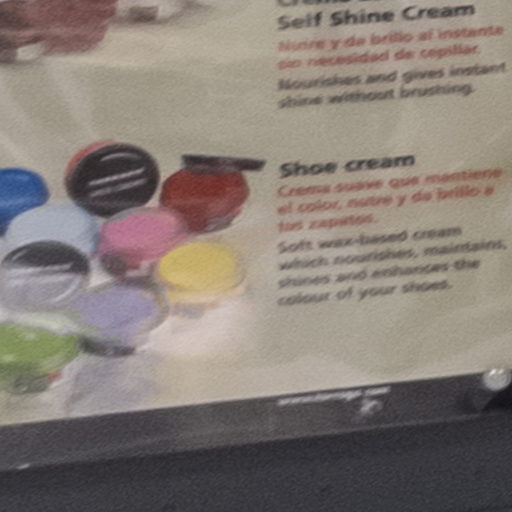 Self Shine Cream
Nutre y da brillo al instante
sin necesidad de cepillar.
Nourishes and gives instant
shine without brushing.
Shoe cream
Crema suave que mantiene
el color, nutre y da brillo a
tus zapatos.
Soft wax-based cream
which nourishes, maintains,
shines and enhances the
colour of your shoes.